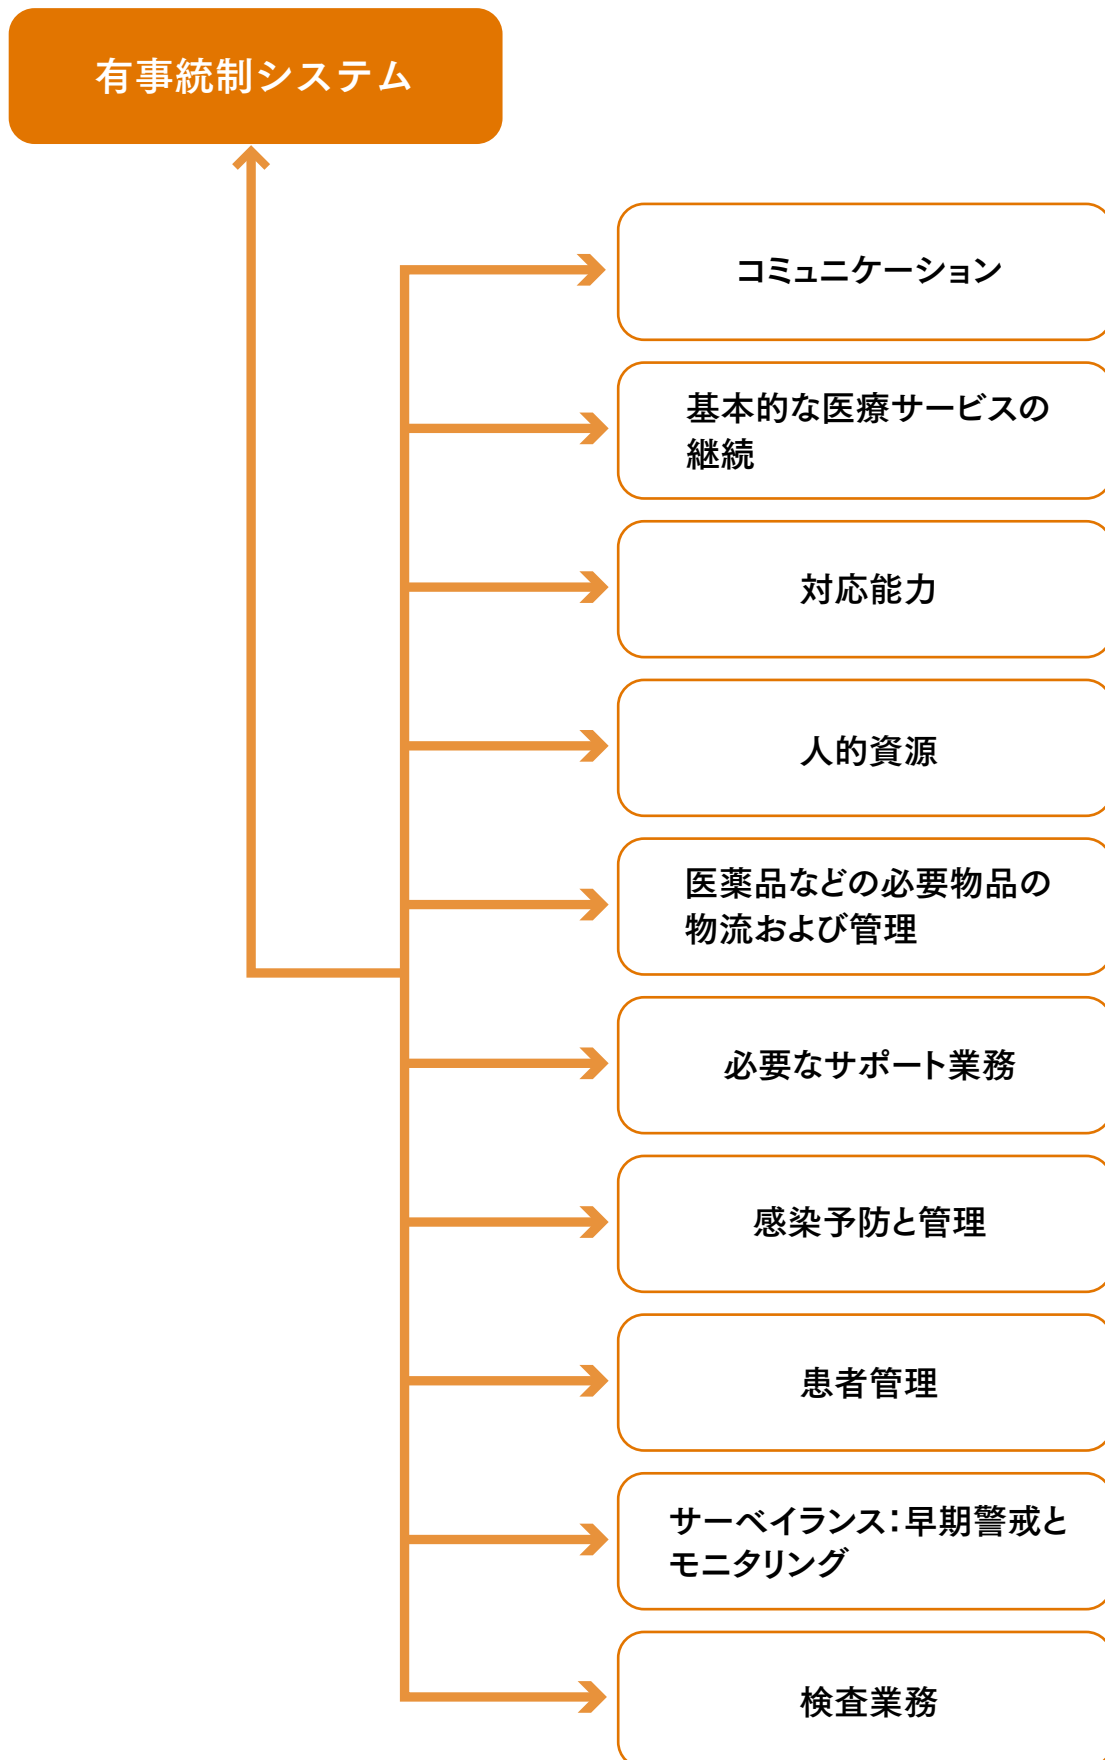 有事統制システム
コミュニケーション
基本的な医療サービスの
継続
対応能力
人的資源
医薬品などの必要物品の
物流および管理
必要なサポート業務
感染予防と管理
患者管理
サーベイランス：早期警戒と
モニタリング
検査業務